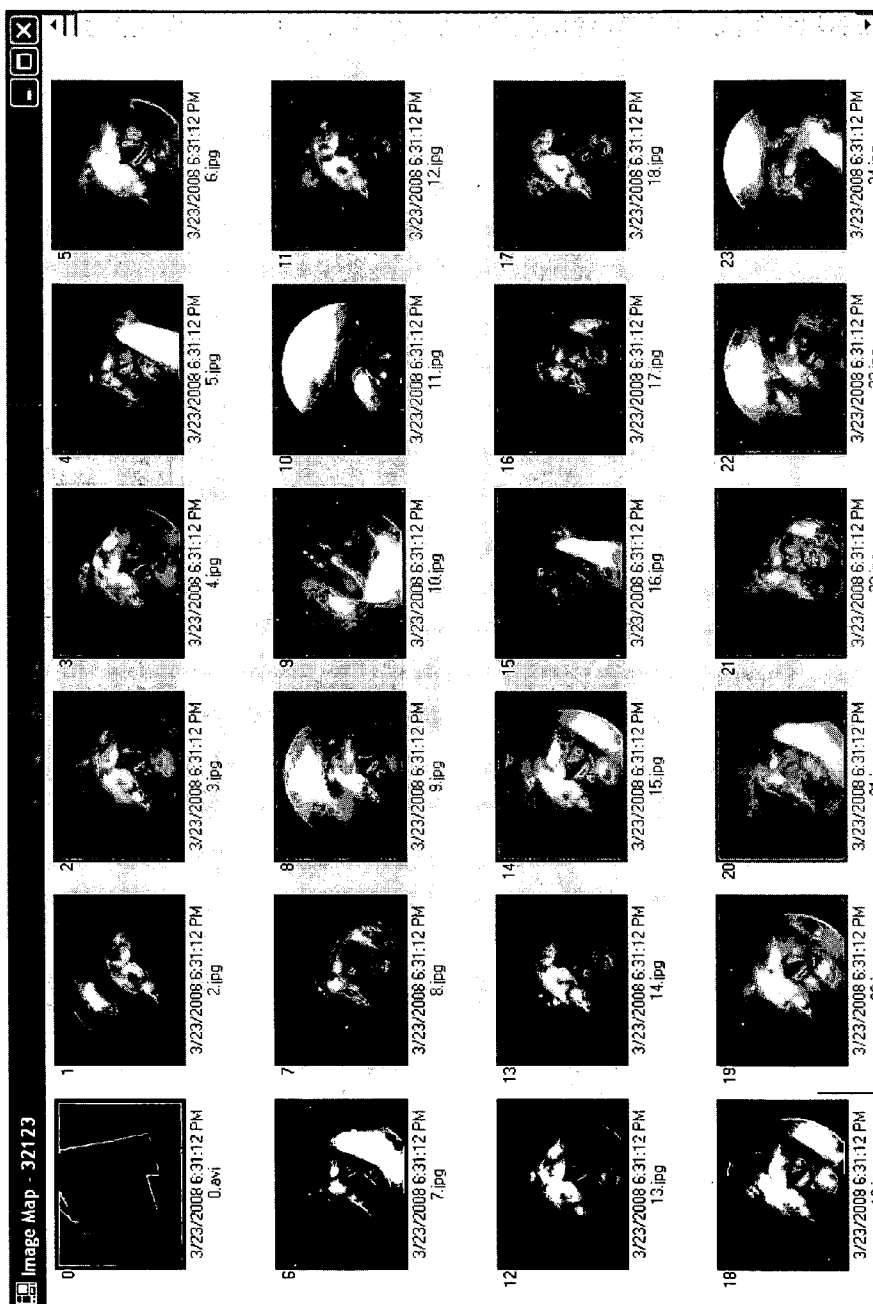 Image Map - 32123
0 1 2 3 4 5
3/23/2008 6:31:12 PM 3/23/2008 6:31:12 PM 3/23/2008 6:31:12 PM 3/23/2008 6:31:12 PM 3/23/2008 6:31:12 PM 3/23/2008 6:31:12 PM
0.avi 2.jpg 3.jpg 4.jpg 5.jpg 6.jpg
6 7 8 9 10 11
3/23/2008 6:31:12 PM 3/23/2008 6:31:12 PM 3/23/2008 6:31:12 PM 3/23/2008 6:31:12 PM 3/23/2008 6:31:12 PM 3/23/2008 6:31:12 PM
7.jpg 8.jpg 9.jpg 10.jpg 11.jpg 12.jpg
12 13 14 15 16 17
3/23/2008 6:31:12 PM 3/23/2008 6:31:12 PM 3/23/2008 6:31:12 PM 3/23/2008 6:31:12 PM 3/23/2008 6:31:12 PM 3/23/2008 6:31:12 PM
13.jpg 14.jpg 15.jpg 16.jpg 17.jpg 18.jpg
18 19 20 21 22 23
3/23/2008 6:31:12 PM 3/23/2008 6:31:12 PM 3/23/2008 6:31:12 PM 3/23/2008 6:31:12 PM 3/23/2008 6:31:12 PM 3/23/2008 6:31:12 PM